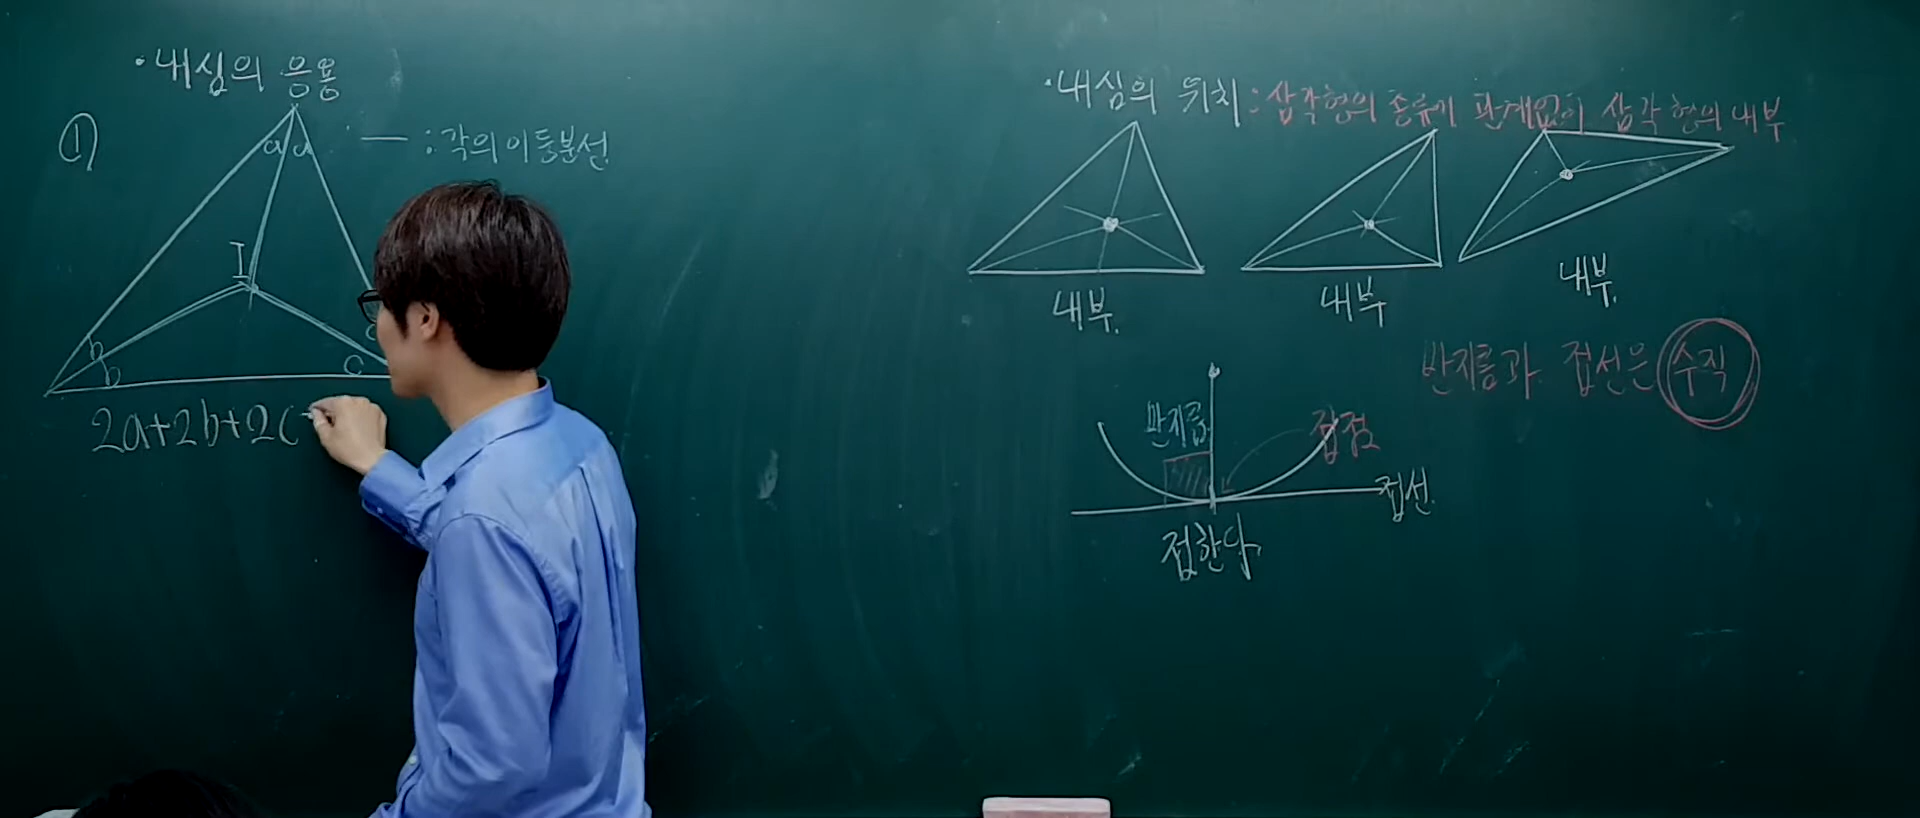 ·내심의 응용
①
a a
— : 각의 이등분선
I
b
b
c
c
2a+2b+2c
·내심의 위치 : 삼각형의 종류에 관계없이 삼각형의 내부
내부.
내부
내부.
반지름과 접선은 수직
반지름
접점
접선.
접한다.